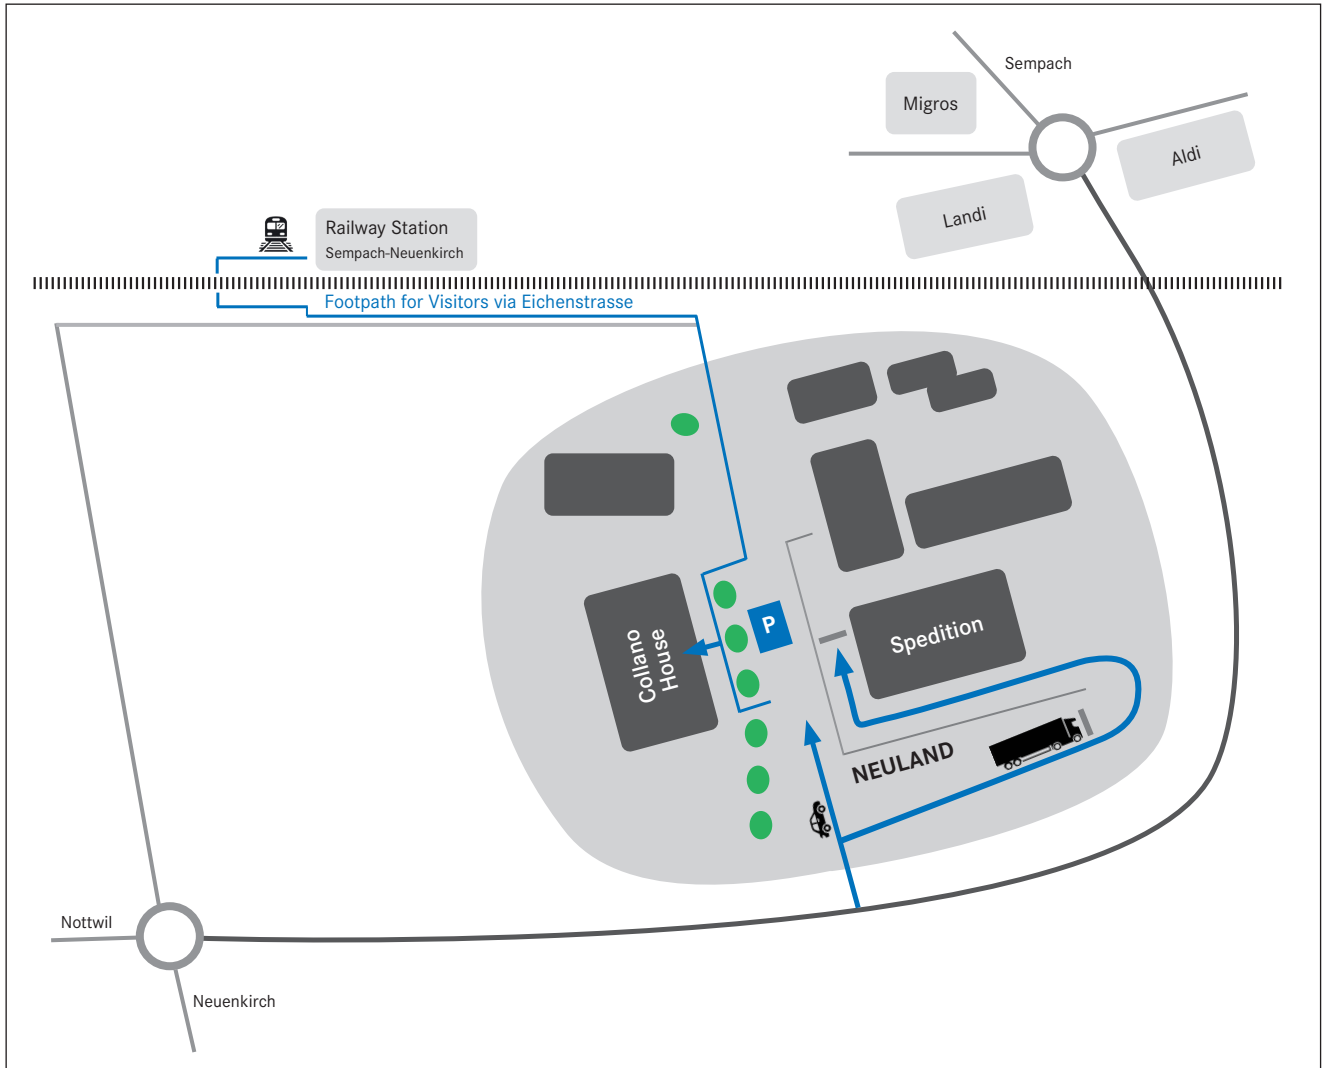 Sempach
Migros
Aldi
Landi
Railway Station
Sempach-Neuenkirch
Footpath for Visitors via Eichenstrasse
P
Spedition
Collano
House
NEULAND
Nottwil
Neuenkirch